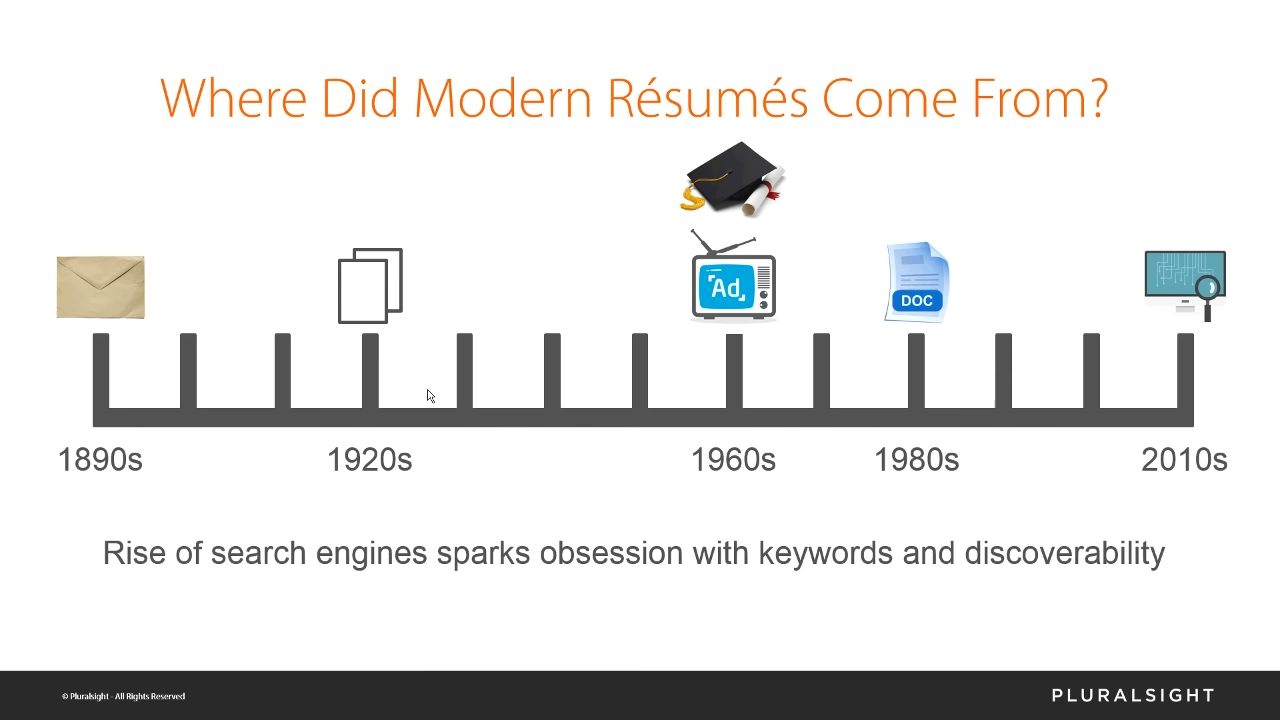 Where Did Modern Résumés Come From?
Ad
DOC
1890s 1920s 1960s 1980s 2010s
Rise of search engines sparks obsession with keywords and discoverability
© Pluralsight - All Rights Reserved
PLURALSIGHT